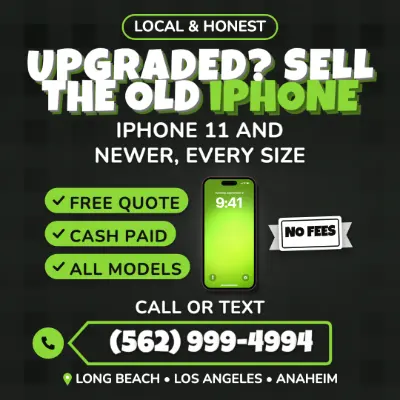 LOCAL & HONEST
UPGRADED? SELL
THE OLD IPHONE
IPHONE 11 AND
NEWER, EVERY SIZE
FREE QUOTE
CASH PAID
ALL MODELS
9:41
NO FEES
CALL OR TEXT
(562) 999-4994
LONG BEACH • LOS ANGELES • ANAHEIM